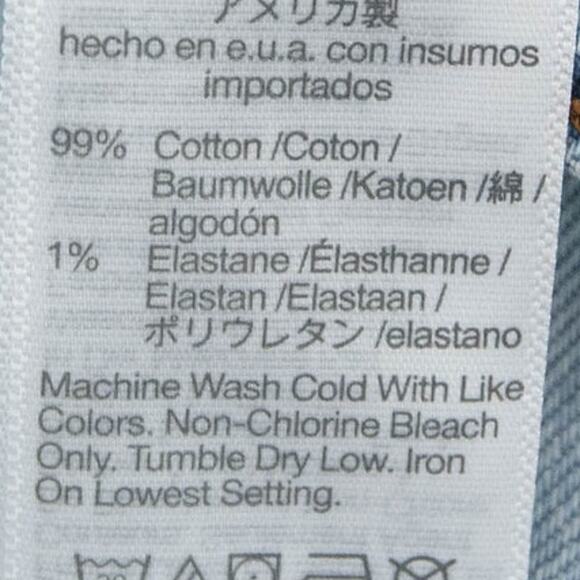 アメリカ製
hecho en e.u.a. con insumos
importados
99% Cotton /Coton /
Baumwolle /Katoen /綿 /
algodón
1% Elastane /Élasthanne /
Elastan /Elastaan /
ポリウレタン /elastano
Machine Wash Cold With Like
Colors. Non-Chlorine Bleach
Only. Tumble Dry Low. Iron
On Lowest Setting.